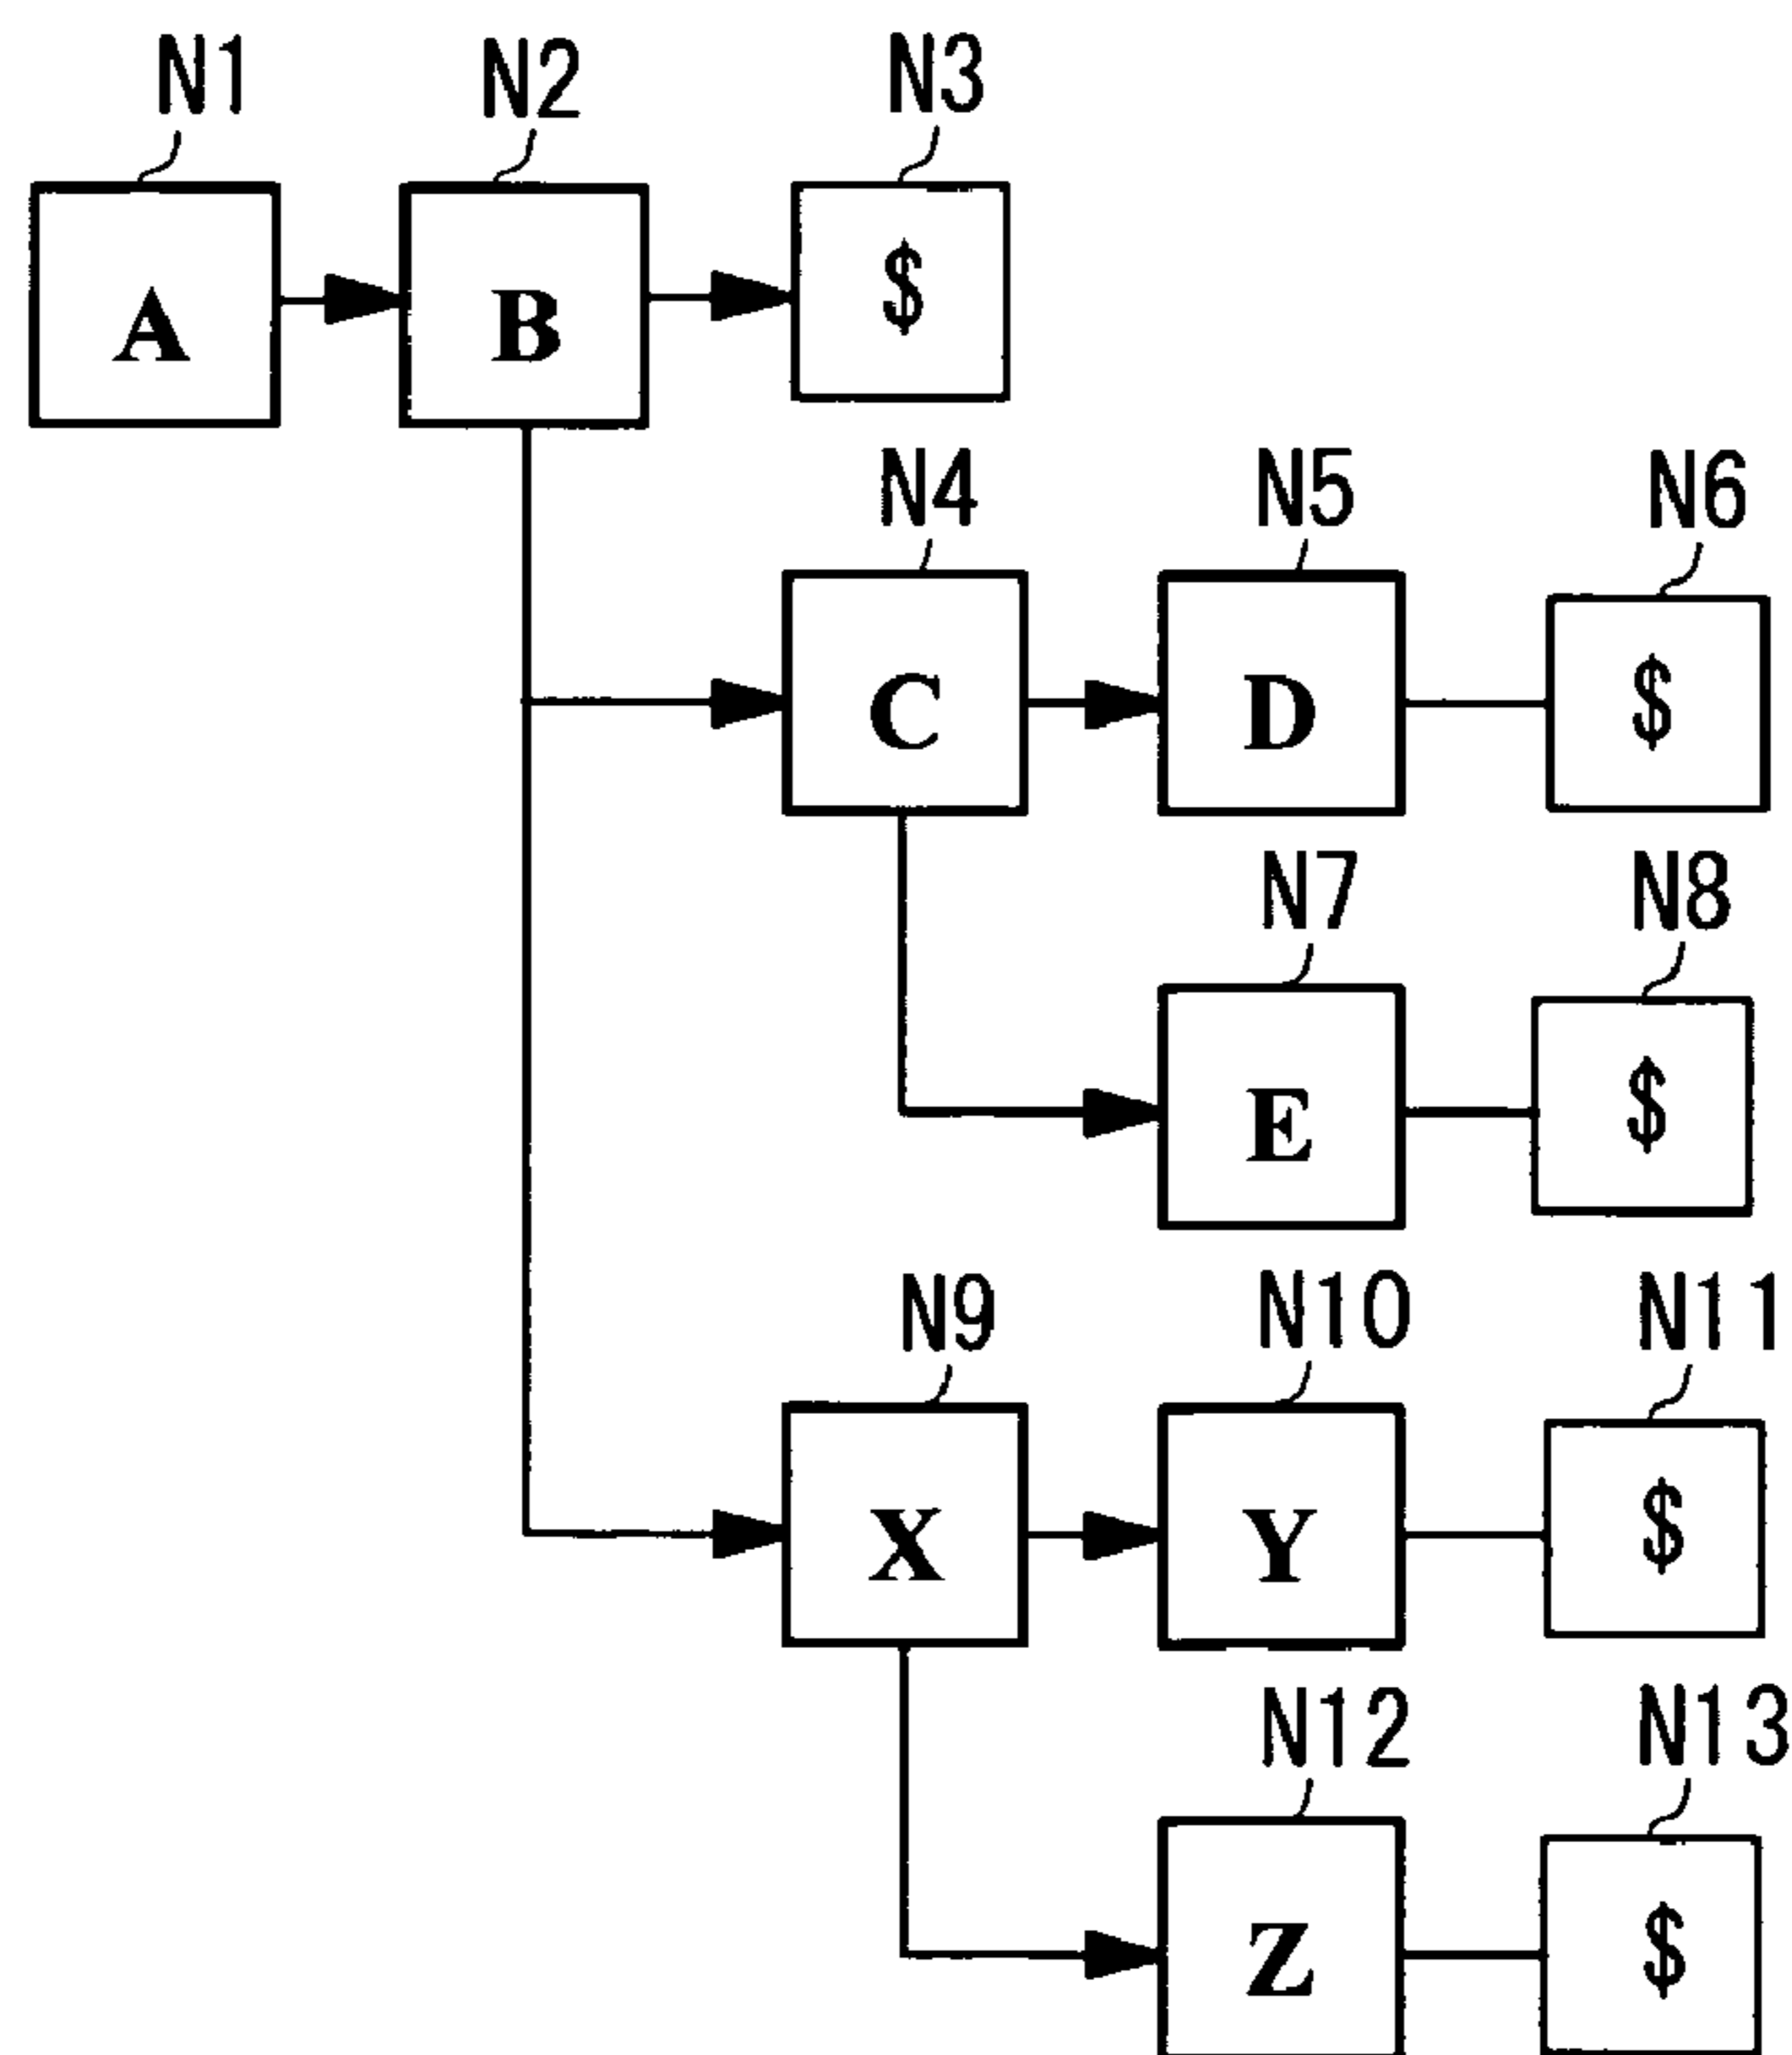 N1 N2 N3
A B $
N4 N5 N6
C D $
N7 N8
E $
N9 N10 N11
X Y $
N12 N13
Z $